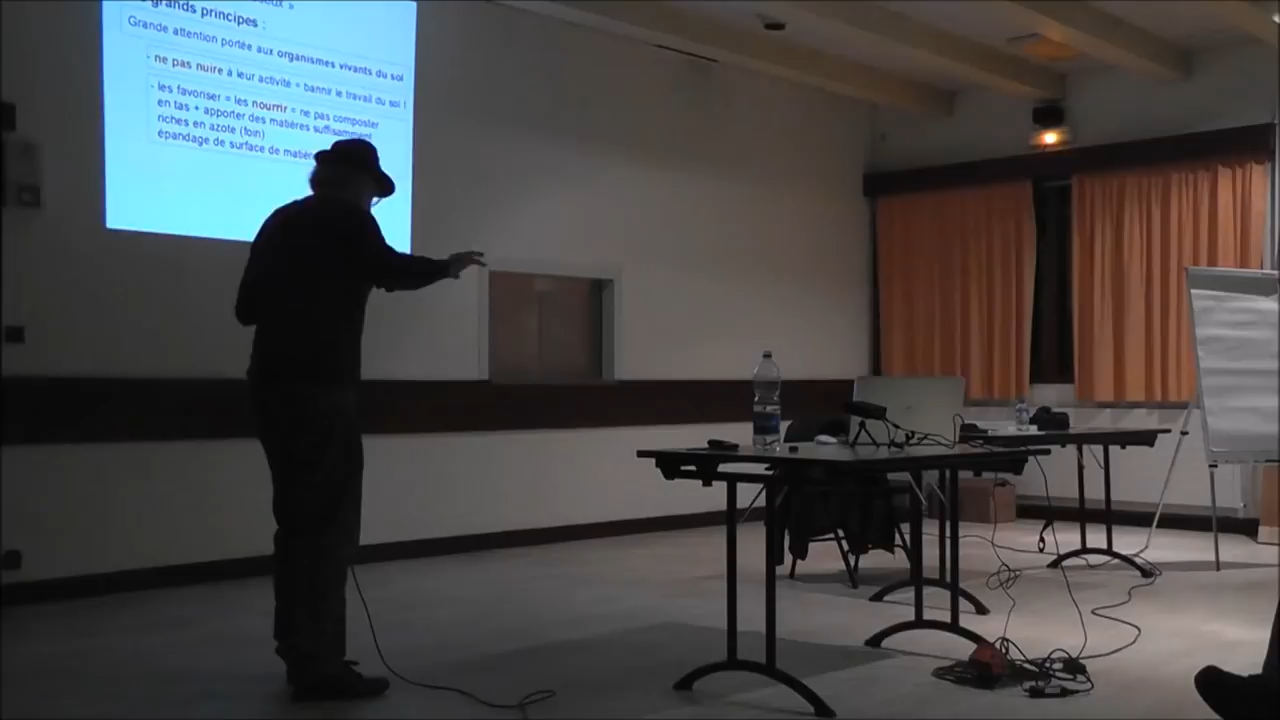 grands principes :
Grande attention portée aux organismes vivants du sol
- ne pas nuire à leur activité = bannir le travail du sol !
- les favoriser = les nourrir = ne pas composter
en tas + apporter des matières suffisamment
riches en azote (foin)
épandage de surface de